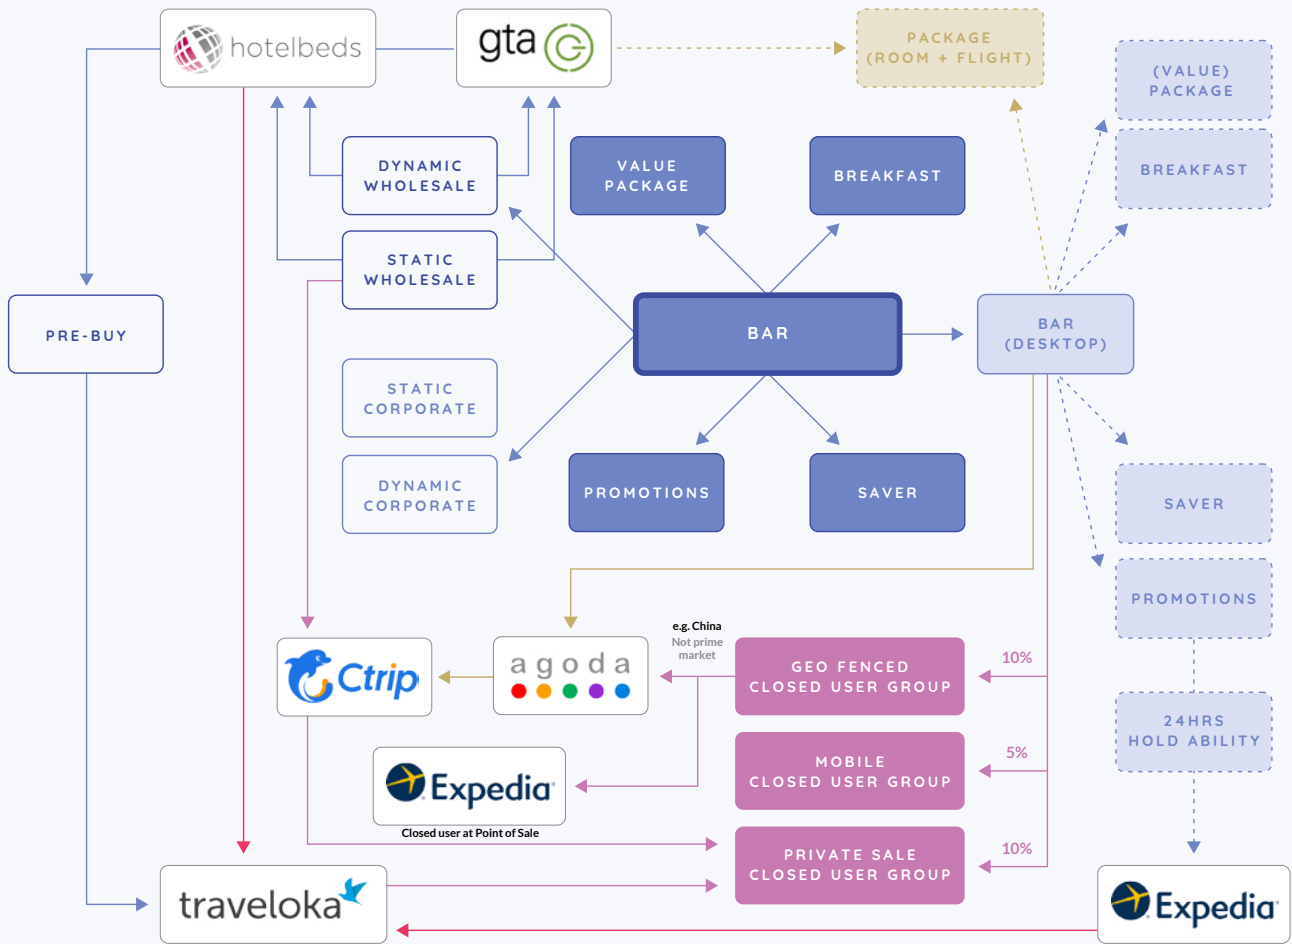 hotelbeds
gta
PACKAGE
(ROOM + FLIGHT)
(VALUE)
PACKAGE
BREAKFAST
DYNAMIC
WHOLESALE
VALUE
PACKAGE
BREAKFAST
STATIC
WHOLESALE
PRE-BUY
BAR
BAR
(DESKTOP)
STATIC
CORPORATE
DYNAMIC
CORPORATE
PROMOTIONS
SAVER
SAVER
PROMOTIONS
e.g. China
Not prime
market
Ctrip
agoda
GEO FENCED
CLOSED USER GROUP
10%
24HRS
HOLD ABILITY
Expedia
Closed user at Point of Sale
MOBILE
CLOSED USER GROUP
5%
PRIVATE SALE
CLOSED USER GROUP
10%
traveloka
Expedia